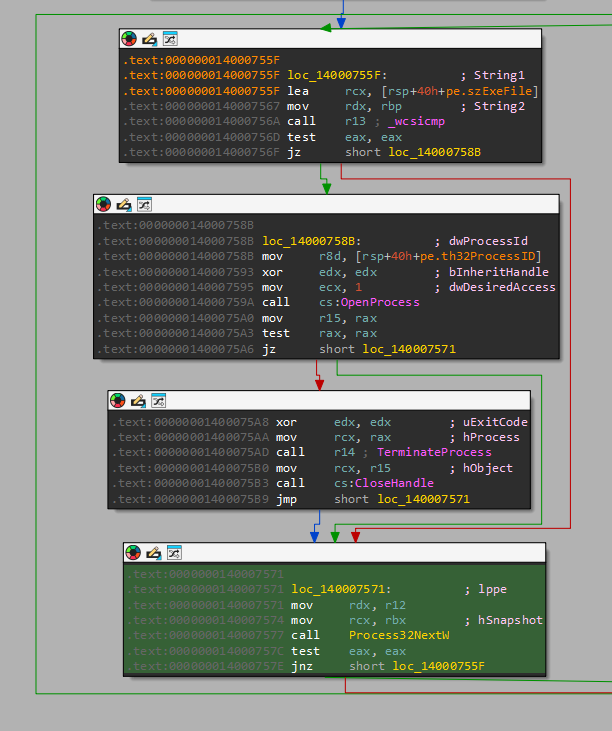 .text:000000014000755F
.text:000000014000755F loc_14000755F: ; String1
.text:000000014000755F lea rcx, [rsp+40h+pe.szExeFile]
.text:0000000140007567 mov rdx, rbp ; String2
.text:000000014000756A call r13 ; _wcsicmp
.text:000000014000756D test eax, eax
.text:000000014000756F jz short loc_14000758B
.text:000000014000758B
.text:000000014000758B loc_14000758B: ; dwProcessId
.text:000000014000758B mov r8d, [rsp+40h+pe.th32ProcessID]
.text:0000000140007593 xor edx, edx ; bInheritHandle
.text:0000000140007595 mov ecx, 1 ; dwDesiredAccess
.text:000000014000759A call cs:OpenProcess
.text:00000001400075A0 mov r15, rax
.text:00000001400075A3 test rax, rax
.text:00000001400075A6 jz short loc_140007571
.text:00000001400075A8 xor edx, edx ; uExitCode
.text:00000001400075AA mov rcx, rax ; hProcess
.text:00000001400075AD call r14 ; TerminateProcess
.text:00000001400075B0 mov rcx, r15 ; hObject
.text:00000001400075B3 call cs:CloseHandle
.text:00000001400075B9 jmp short loc_140007571
.text:0000000140007571
.text:0000000140007571 loc_140007571: ; lppe
.text:0000000140007571 mov rdx, r12
.text:0000000140007574 mov rcx, rbx ; hSnapshot
.text:0000000140007577 call Process32NextW
.text:000000014000757C test eax, eax
.text:000000014000757E jnz short loc_14000755F